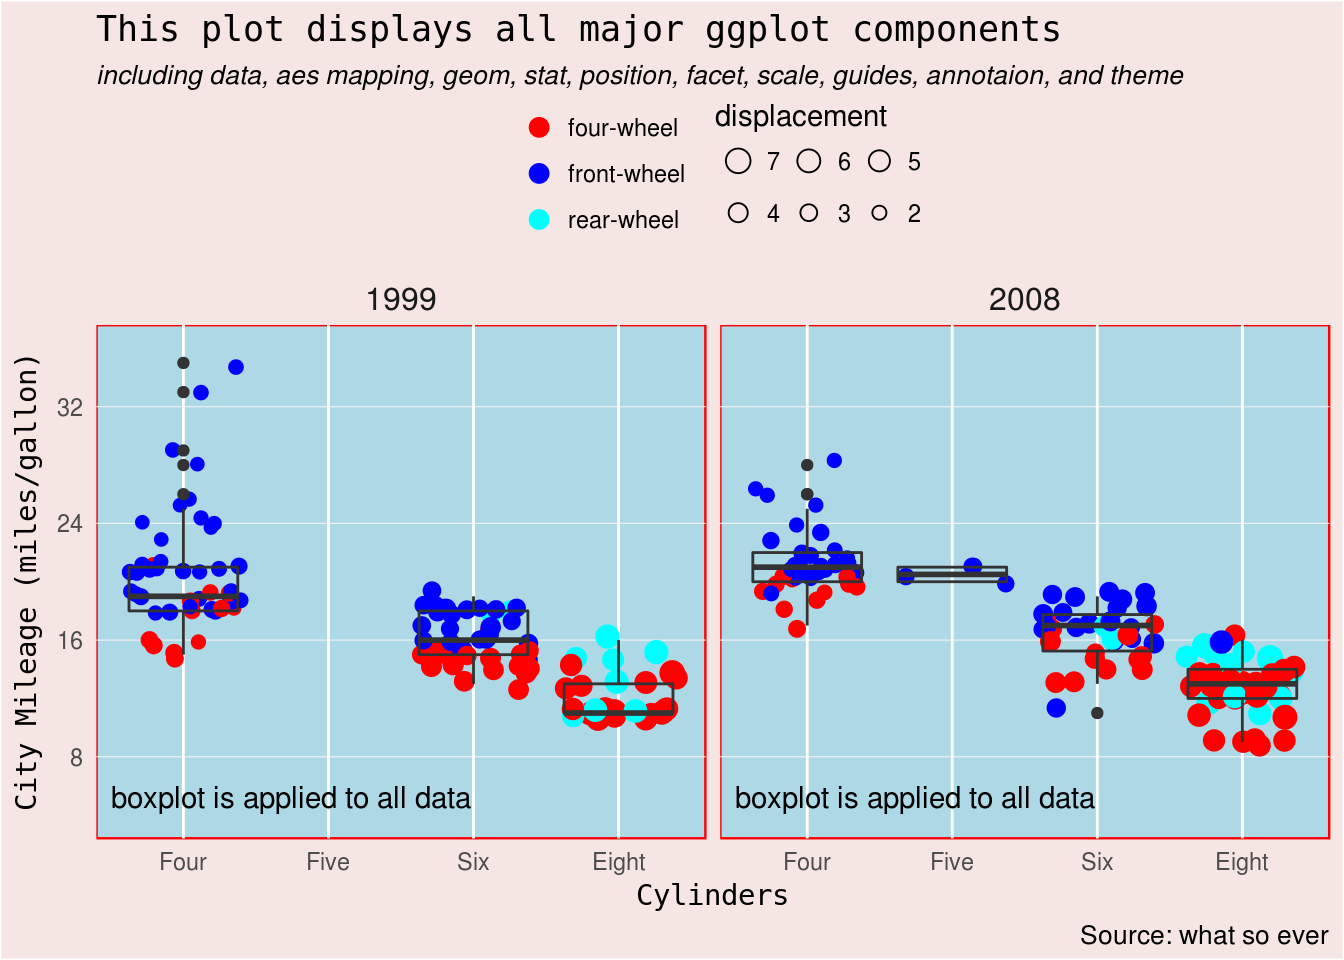 This plot displays all major ggplot components
including data, aes mapping, geom, stat, position, facet, scale, guides, annotaion, and theme
four-wheel
front-wheel
rear-wheel
displacement
7 6 5
4 3 2
1999 2008
City Mileage (miles/gallon)
32
24
16
8
boxplot is applied to all data boxplot is applied to all data
Four Five Six Eight Four Five Six Eight
Cylinders
Source: what so ever